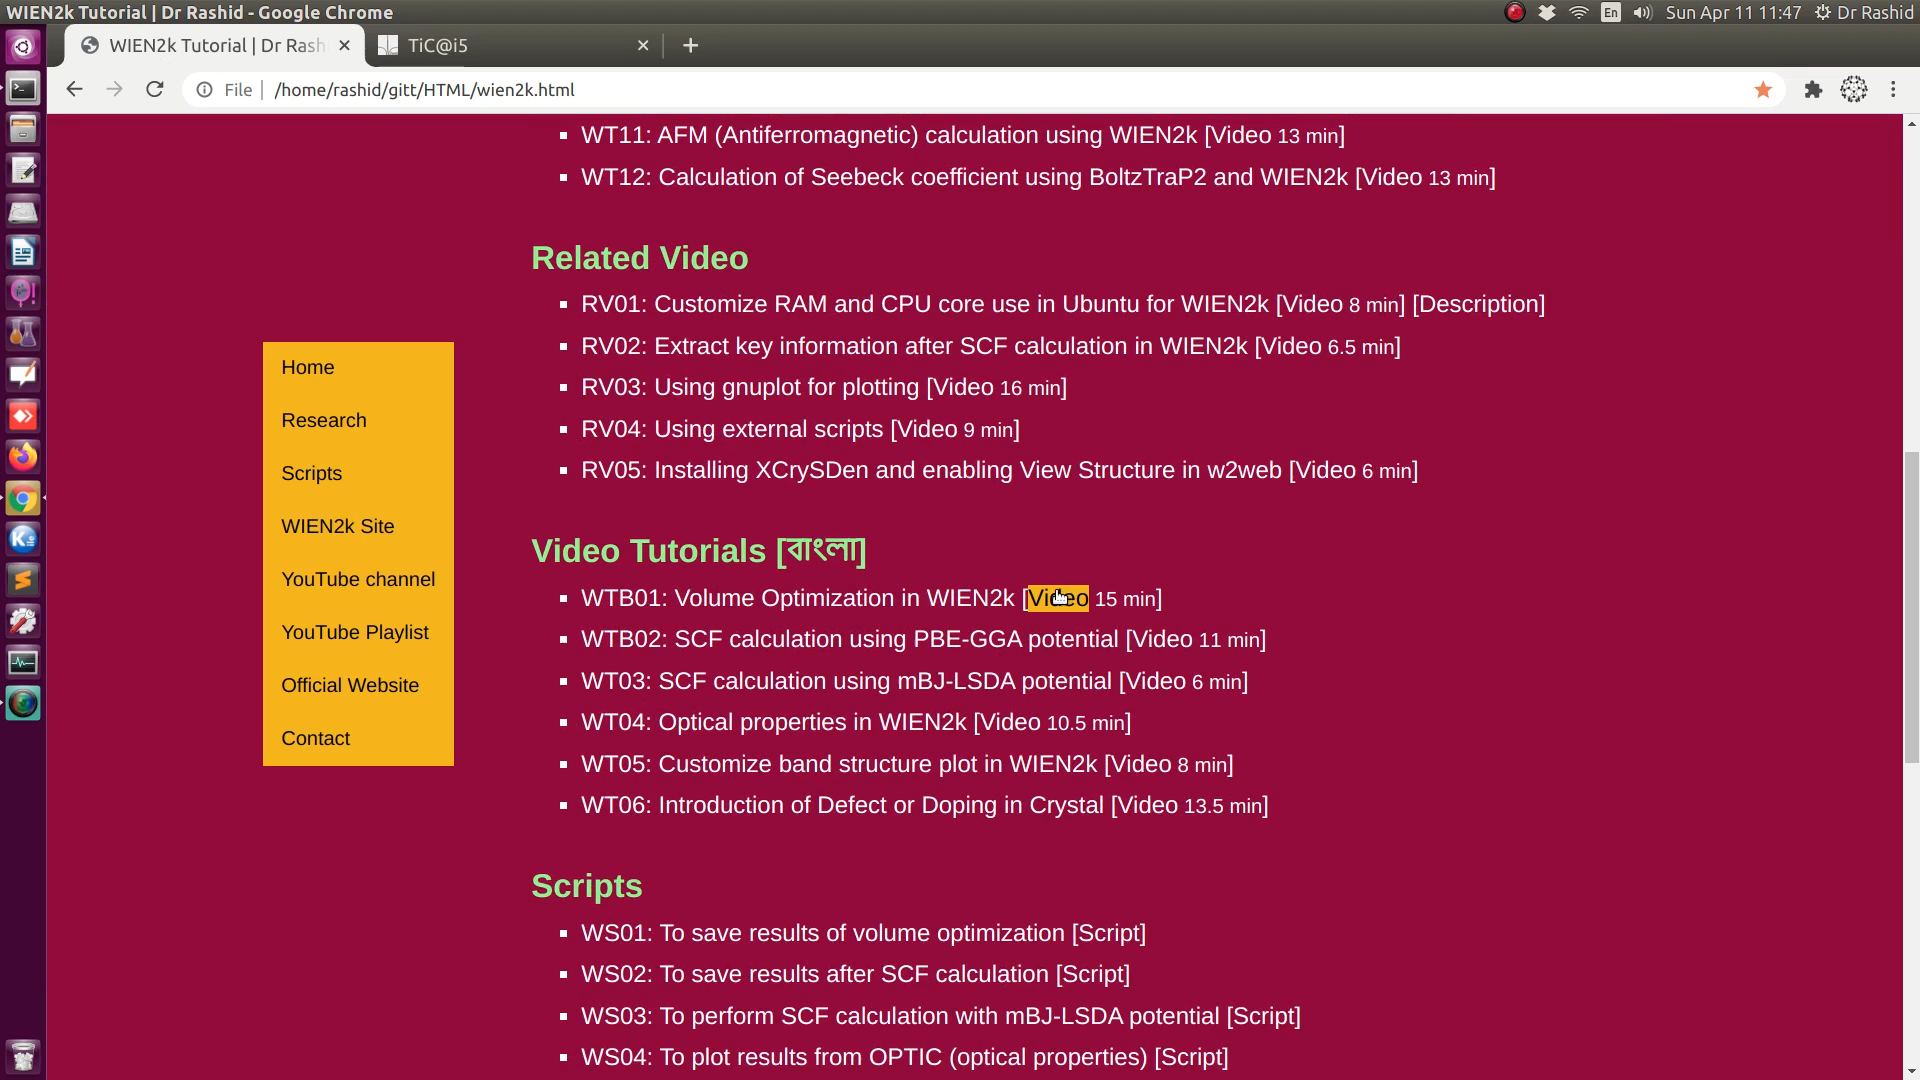 WIEN2k Tutorial | Dr Rashid - Google Chrome
En Sun Apr 11 11:47 Dr Rashid
WIEN2k Tutorial | Dr Rash
TiC@i5
File /home/rashid/gitt/HTML/wien2k.html
WT11: AFM (Antiferromagnetic) calculation using WIEN2k [Video 13 min]
WT12: Calculation of Seebeck coefficient using BoltzTraP2 and WIEN2k [Video 13 min]
Related Video
RV01: Customize RAM and CPU core use in Ubuntu for WIEN2k [Video 8 min] [Description]
RV02: Extract key information after SCF calculation in WIEN2k [Video 6.5 min]
RV03: Using gnuplot for plotting [Video 16 min]
RV04: Using external scripts [Video 9 min]
RV05: Installing XCrySDen and enabling View Structure in w2web [Video 6 min]
Home
Research
Scripts
WIEN2k Site
YouTube channel
YouTube Playlist
Official Website
Contact
Video Tutorials [বাংলা]
WTB01: Volume Optimization in WIEN2k [Video 15 min]
WTB02: SCF calculation using PBE-GGA potential [Video 11 min]
WT03: SCF calculation using mBJ-LSDA potential [Video 6 min]
WT04: Optical properties in WIEN2k [Video 10.5 min]
WT05: Customize band structure plot in WIEN2k [Video 8 min]
WT06: Introduction of Defect or Doping in Crystal [Video 13.5 min]
Scripts
WS01: To save results of volume optimization [Script]
WS02: To save results after SCF calculation [Script]
WS03: To perform SCF calculation with mBJ-LSDA potential [Script]
WS04: To plot results from OPTIC (optical properties) [Script]